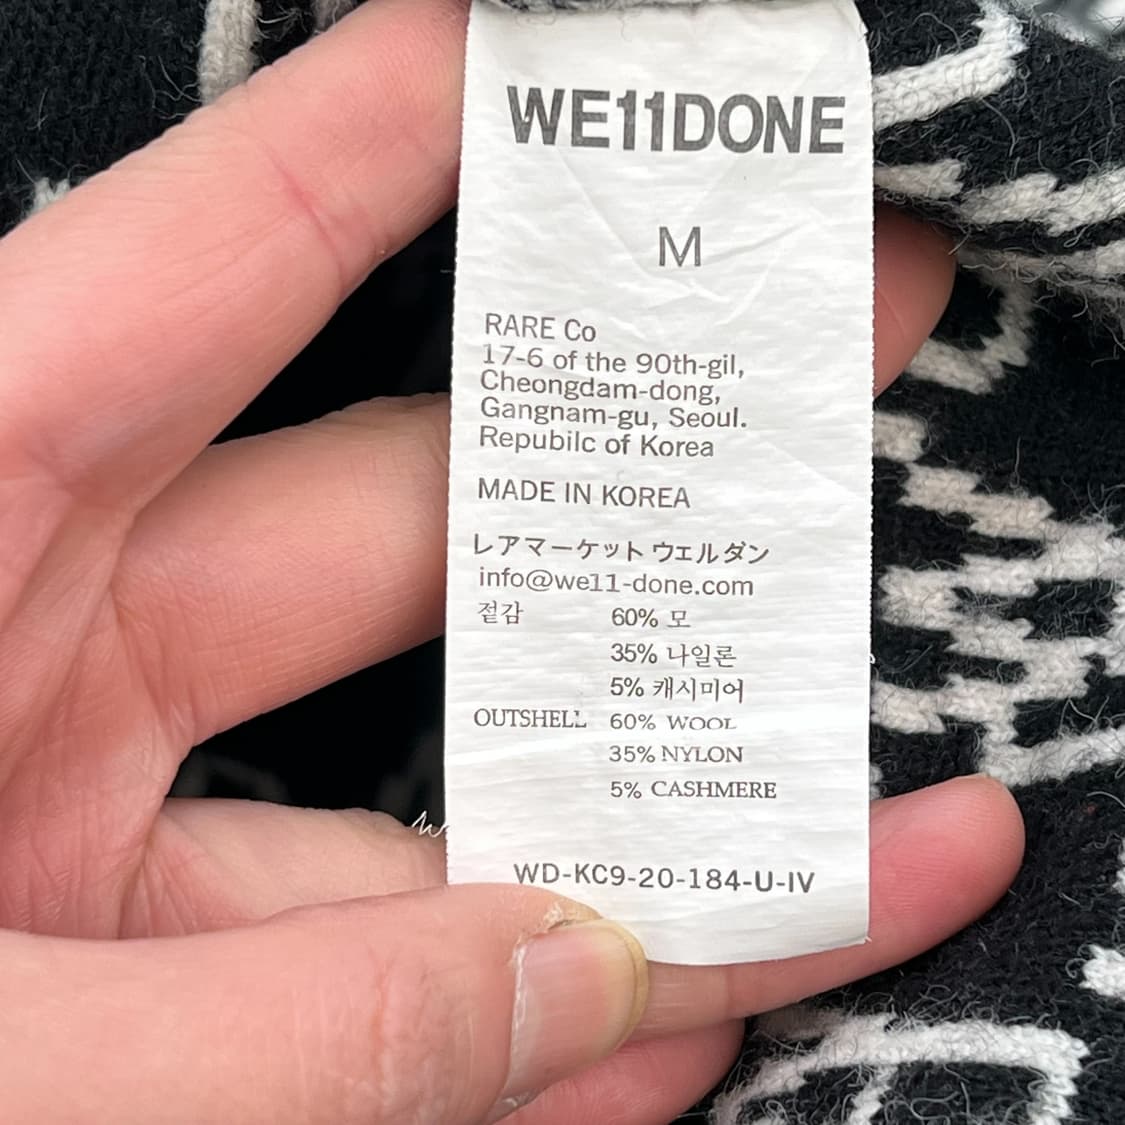 WE11DONE
M
RARE Co
17-6 of the 90th-gil,
Cheongdam-dong,
Gangnam-gu, Seoul.
Repubilc of Korea
MADE IN KOREA
レアマーケット ウェルダン
info@we11-done.com
겉감 60% 모
35% 나일론
5% 캐시미어
OUTSHELL 60% WOOL
35% NYLON
5% CASHMERE
WD-KC9-20-184-U-IV